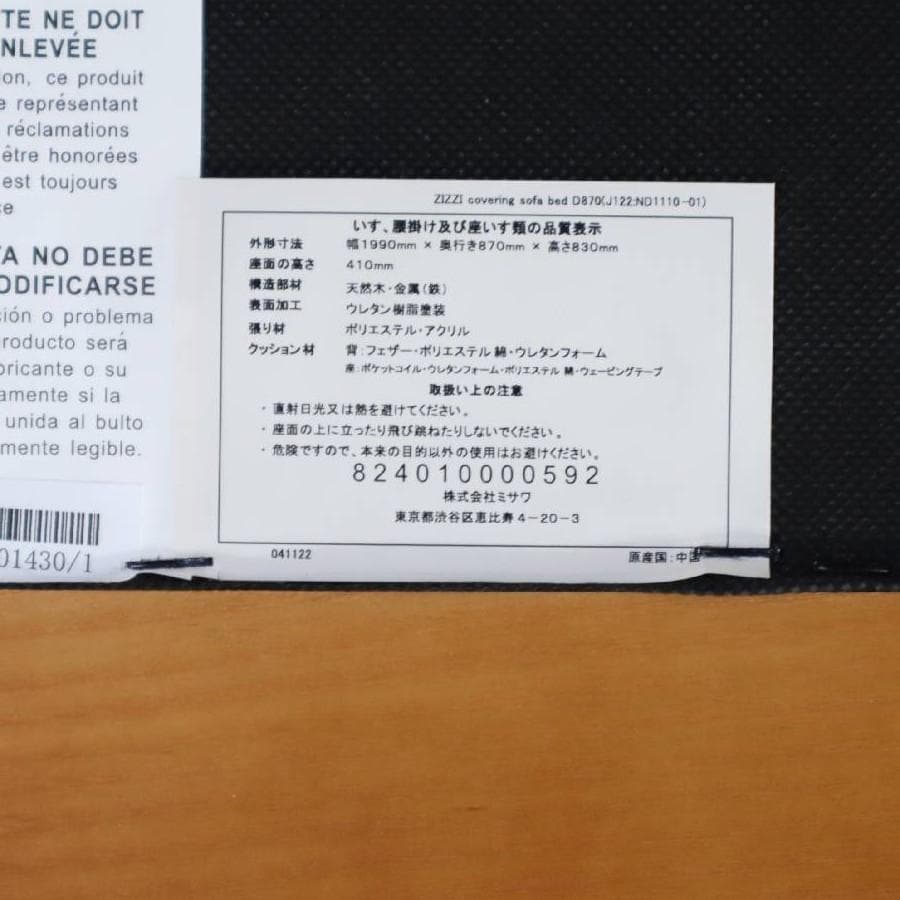 TE NE DOIT
NLEVÉE
ion, ce produit
e représentant
réclamations
être honorées
est toujours
ce
TA NO DEBE
ODIFICARSE
ción o problema
producto será
bricante o su
amente si la
unida al bulto
mente legible.
01430/1
ZIZZI covering sofa bed D870(J122:ND1110-01)
いす、腰掛け及び座いす類の品質表示
外形寸法 幅1990mm × 奥行き870mm × 高さ830mm
座面の高さ 410mm
構造部材 天然木・金属(鉄)
表面加工 ウレタン樹脂塗装
張り材 ポリエステル・アクリル
クッション材 背:フェザー・ポリエステル綿・ウレタンフォーム
座:ポケットコイル・ウレタンフォーム・ポリエステル綿・ウェービングテープ
取扱い上の注意
・直射日光又は熱を避けてください。
・座面の上に立ったり飛び跳ねたりしないでください。
・危険ですので、本来の目的以外の使用はお避けください。
824010000592
株式会社ミサワ
東京都渋谷区恵比寿4-20-3
041122 原産国:中国